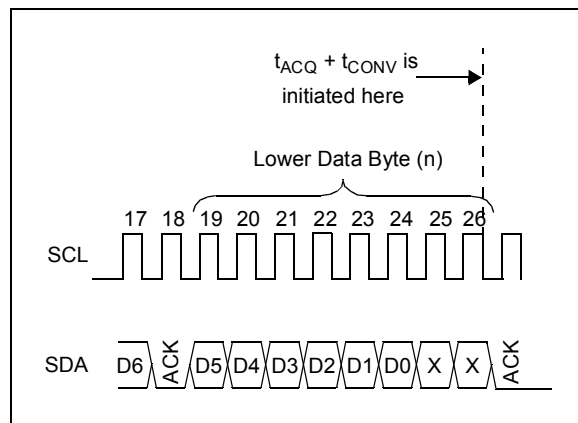 tACQ + tCONV is
initiated here
Lower Data Byte (n)
17 18 19 20 21 22 23 24 25 26
SCL
SDA D6 ACK D5 D4 D3 D2 D1 D0 X X ACK